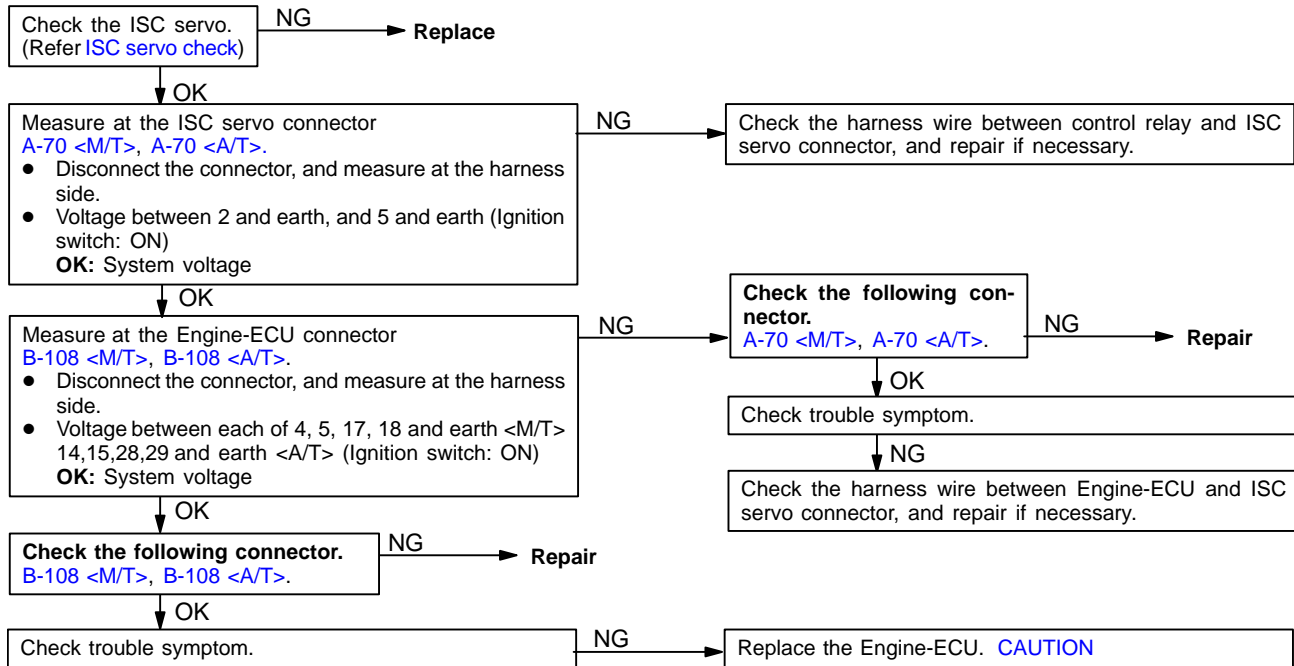 Check the ISC servo.
(Refer ISC servo check)
NG
Replace
OK
Measure at the ISC servo connector
A-70 <M/T>, A-70 <A/T>.
● Disconnect the connector, and measure at the harness
side.
● Voltage between 2 and earth, and 5 and earth (Ignition
switch: ON)
OK: System voltage
NG
Check the harness wire between control relay and ISC
servo connector, and repair if necessary.
OK
Measure at the Engine-ECU connector
B-108 <M/T>, B-108 <A/T>.
● Disconnect the connector, and measure at the harness
side.
● Voltage between each of 4, 5, 17, 18 and earth <M/T>
14,15,28,29 and earth <A/T> (Ignition switch: ON)
OK: System voltage
NG
Check the following con-
nector.
A-70 <M/T>, A-70 <A/T>.
NG
Repair
OK
Check trouble symptom.
NG
Check the harness wire between Engine-ECU and ISC
servo connector, and repair if necessary.
OK
Check the following connector.
B-108 <M/T>, B-108 <A/T>.
NG
Repair
OK
Check trouble symptom.
NG
Replace the Engine-ECU. CAUTION